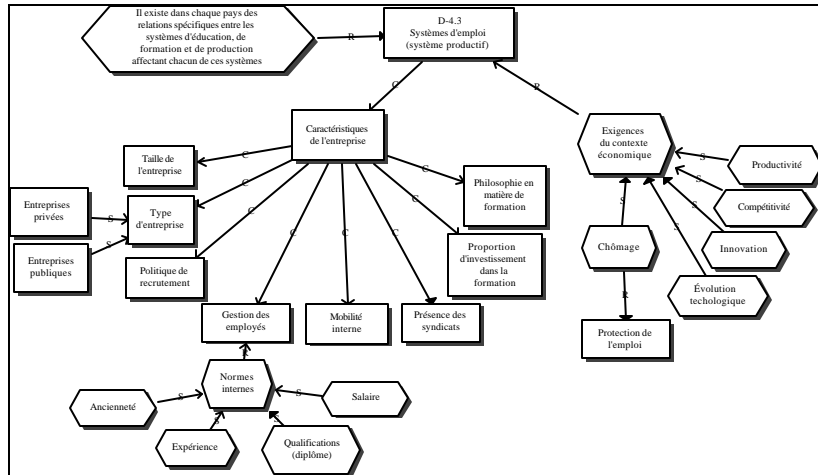 Il existe dans chaque pays des
relations spécifiques entre les
systèmes d'éducation, de
formation et de production
affectant chacun de ces systèmes
R
D-4.3
Systèmes d'emploi
(système productif)
C
R
Caractéristiques
de l'entreprise
Exigences
du contexte
économique
Taille de
l'entreprise
C
C
C
C
C
C
C
C
Philosophie en
matière de
formation
S
Productivité
S
Compétitivité
S
Innovation
S
Évolution
techologique
S
Chômage
R
Protection de
l'emploi
Entreprises
privées
S
Type
d'entreprise
Entreprises
publiques
S
Politique de
recrutement
Proportion
d'investissement
dans la
formation
Gestion des
employés
Mobilité
interne
Présence des
syndicats
R
Normes
internes
Ancienneté
S
S
Salaire
Expérience
S
S
Qualifications
(diplôme)